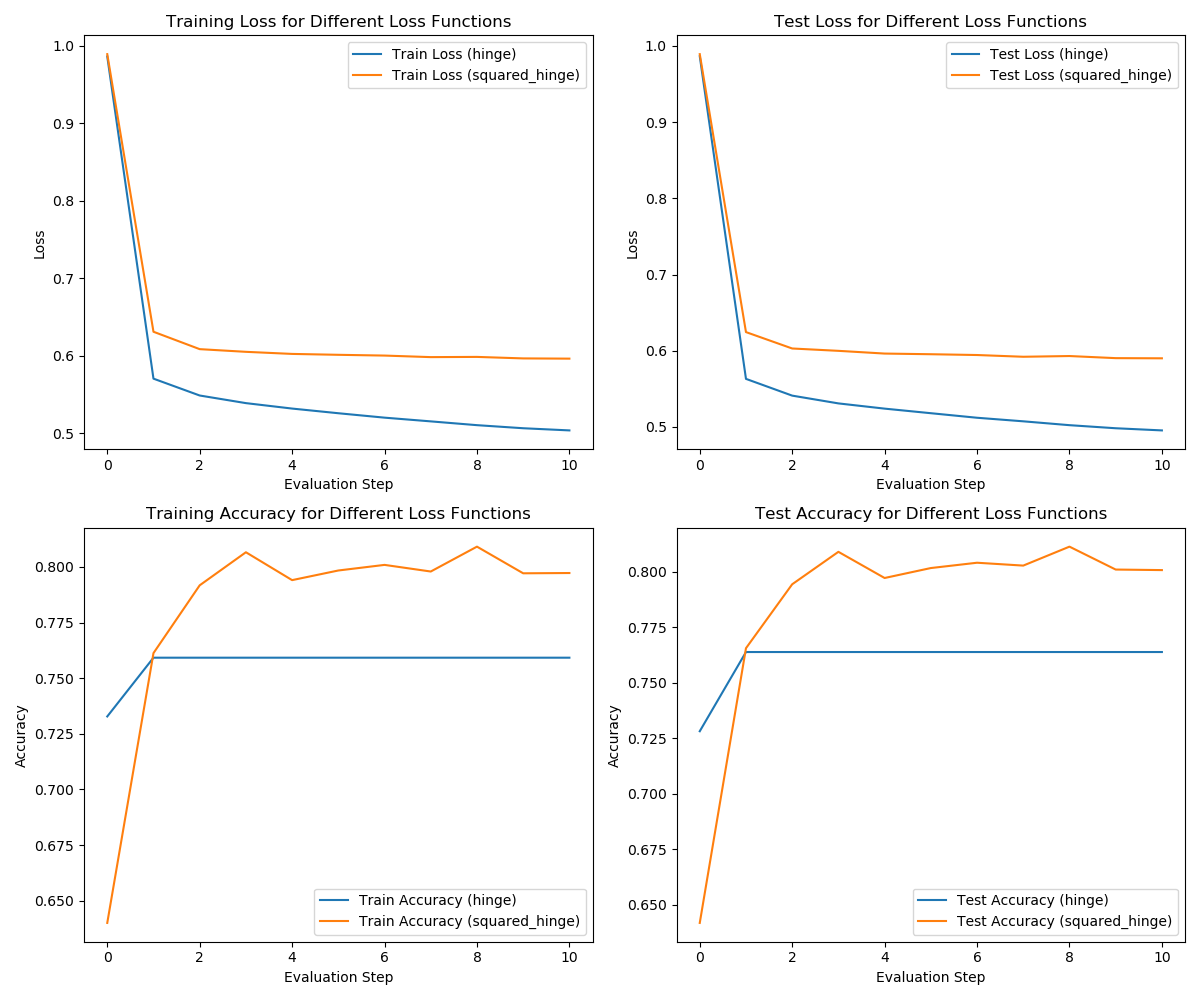 Training Loss for Different Loss Functions
1.0
0.9
0.8
0.7
0.6
0.5
Loss
0 2 4 6 8 10
Evaluation Step
Train Loss (hinge)
Train Loss (squared_hinge)
Test Loss for Different Loss Functions
1.0
0.9
0.8
0.7
0.6
0.5
Loss
0 2 4 6 8 10
Evaluation Step
Test Loss (hinge)
Test Loss (squared_hinge)
Training Accuracy for Different Loss Functions
0.800
0.775
0.750
0.725
0.700
0.675
0.650
Accuracy
0 2 4 6 8 10
Evaluation Step
Train Accuracy (hinge)
Train Accuracy (squared_hinge)
Test Accuracy for Different Loss Functions
0.800
0.775
0.750
0.725
0.700
0.675
0.650
Accuracy
0 2 4 6 8 10
Evaluation Step
Test Accuracy (hinge)
Test Accuracy (squared_hinge)